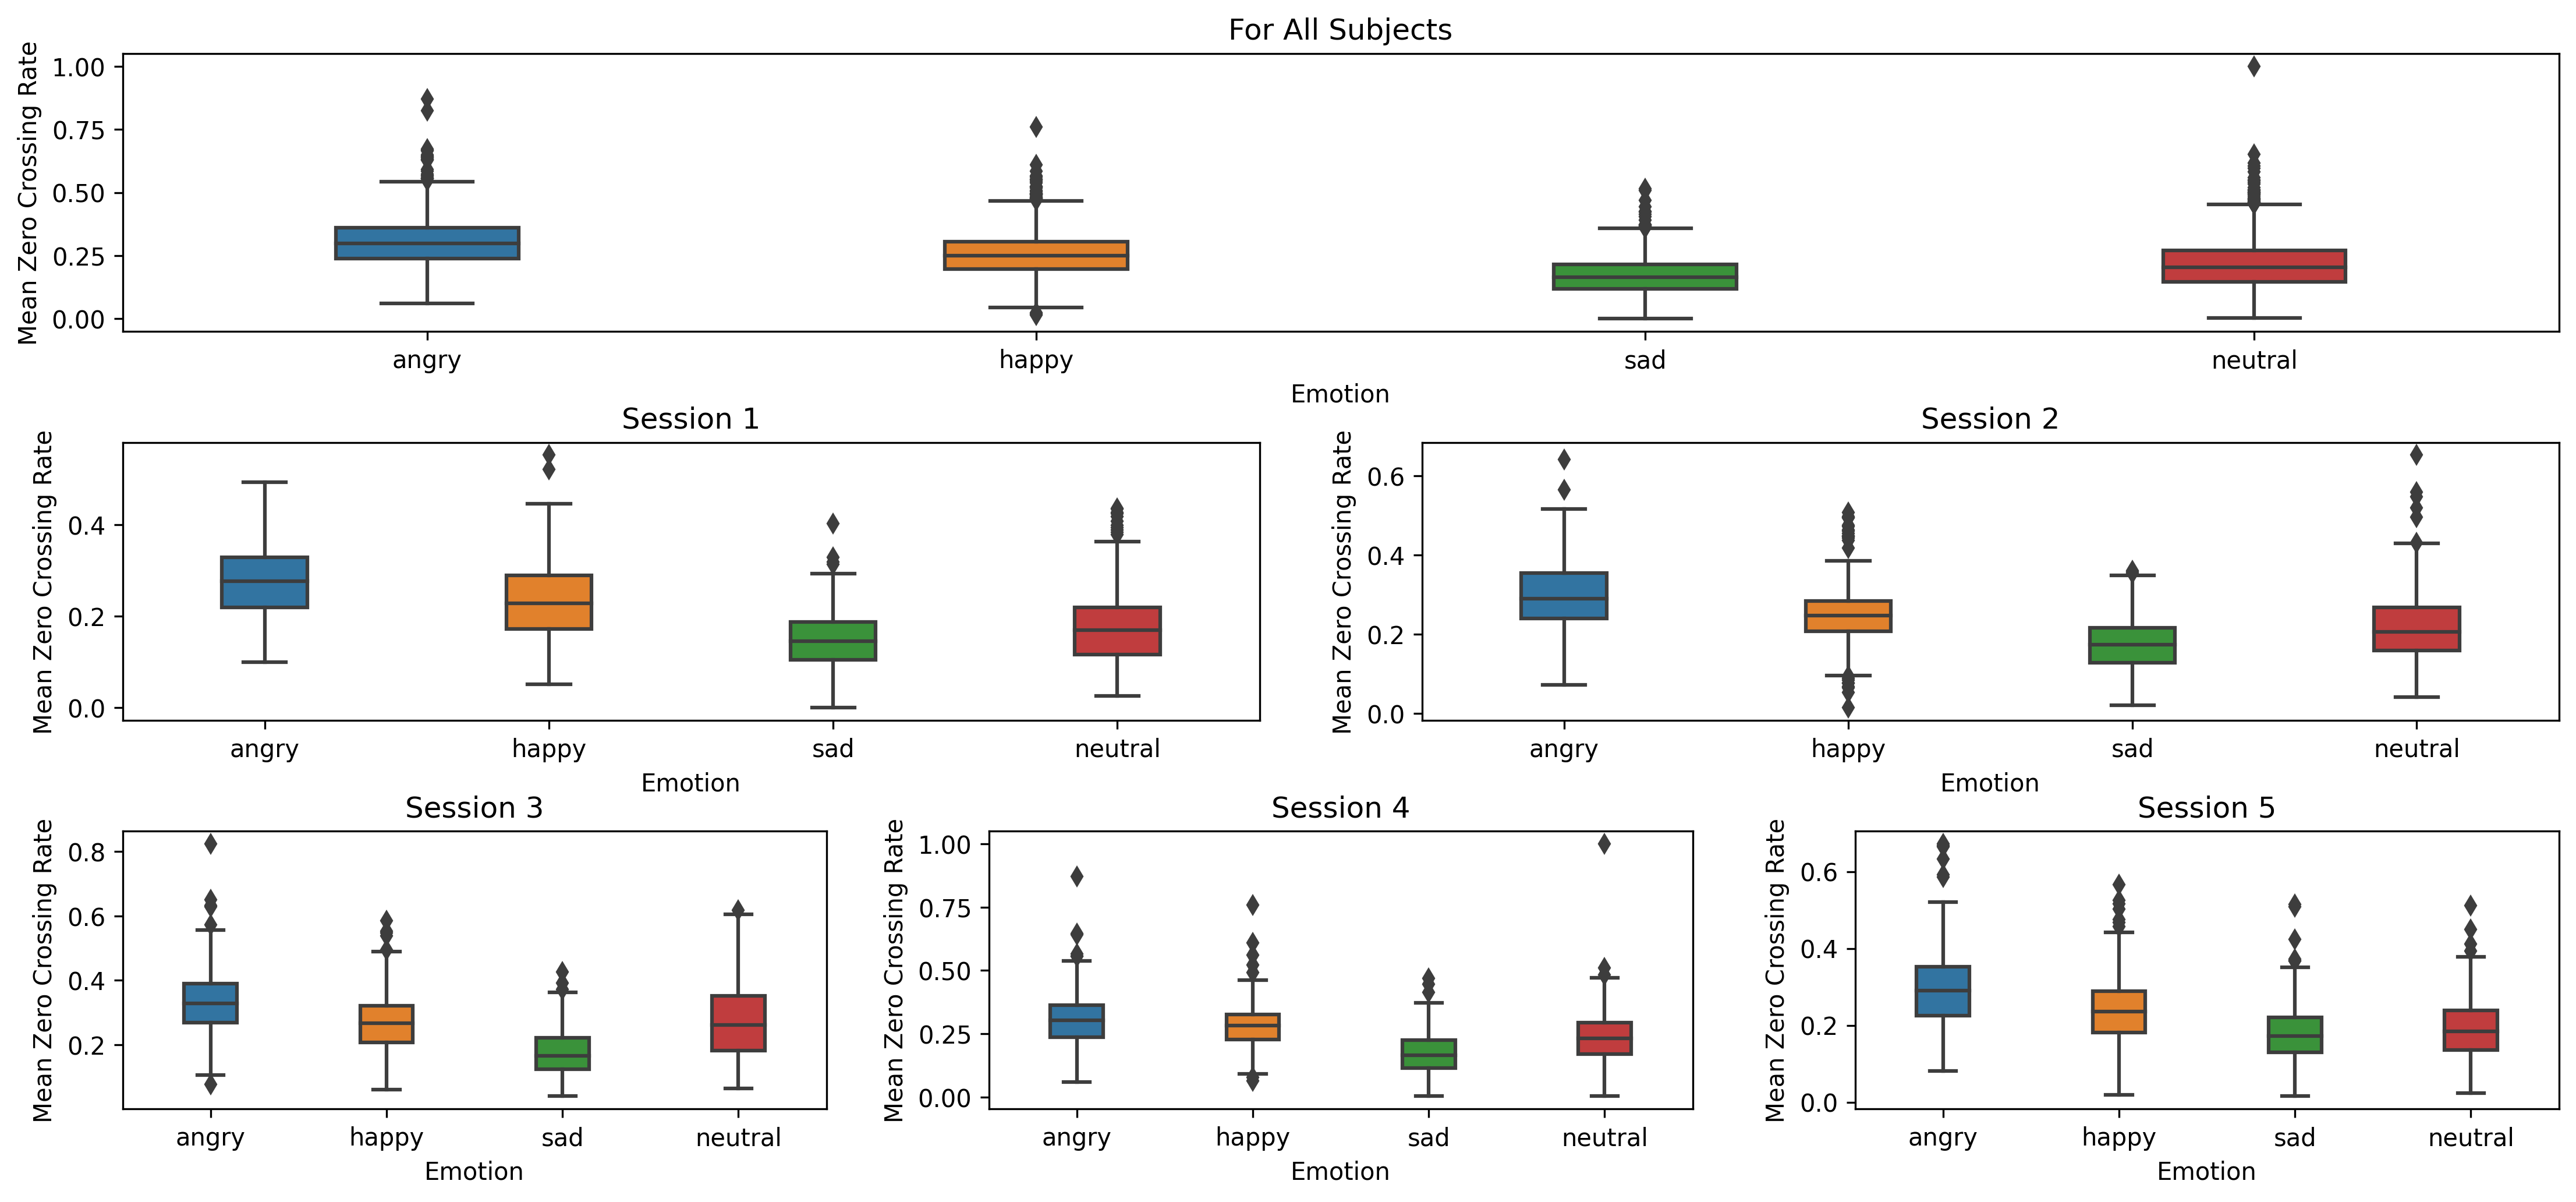 For All Subjects
Mean Zero Crossing Rate
1.00
0.75
0.50
0.25
0.00
angry happy sad neutral
Emotion
Session 1
Mean Zero Crossing Rate
0.4
0.2
0.0
angry happy sad neutral
Emotion
Session 2
Mean Zero Crossing Rate
0.6
0.4
0.2
0.0
angry happy sad neutral
Emotion
Session 3
Mean Zero Crossing Rate
0.8
0.6
0.4
0.2
angry happy sad neutral
Emotion
Session 4
Mean Zero Crossing Rate
1.00
0.75
0.50
0.25
0.00
angry happy sad neutral
Emotion
Session 5
Mean Zero Crossing Rate
0.6
0.4
0.2
0.0
angry happy sad neutral
Emotion